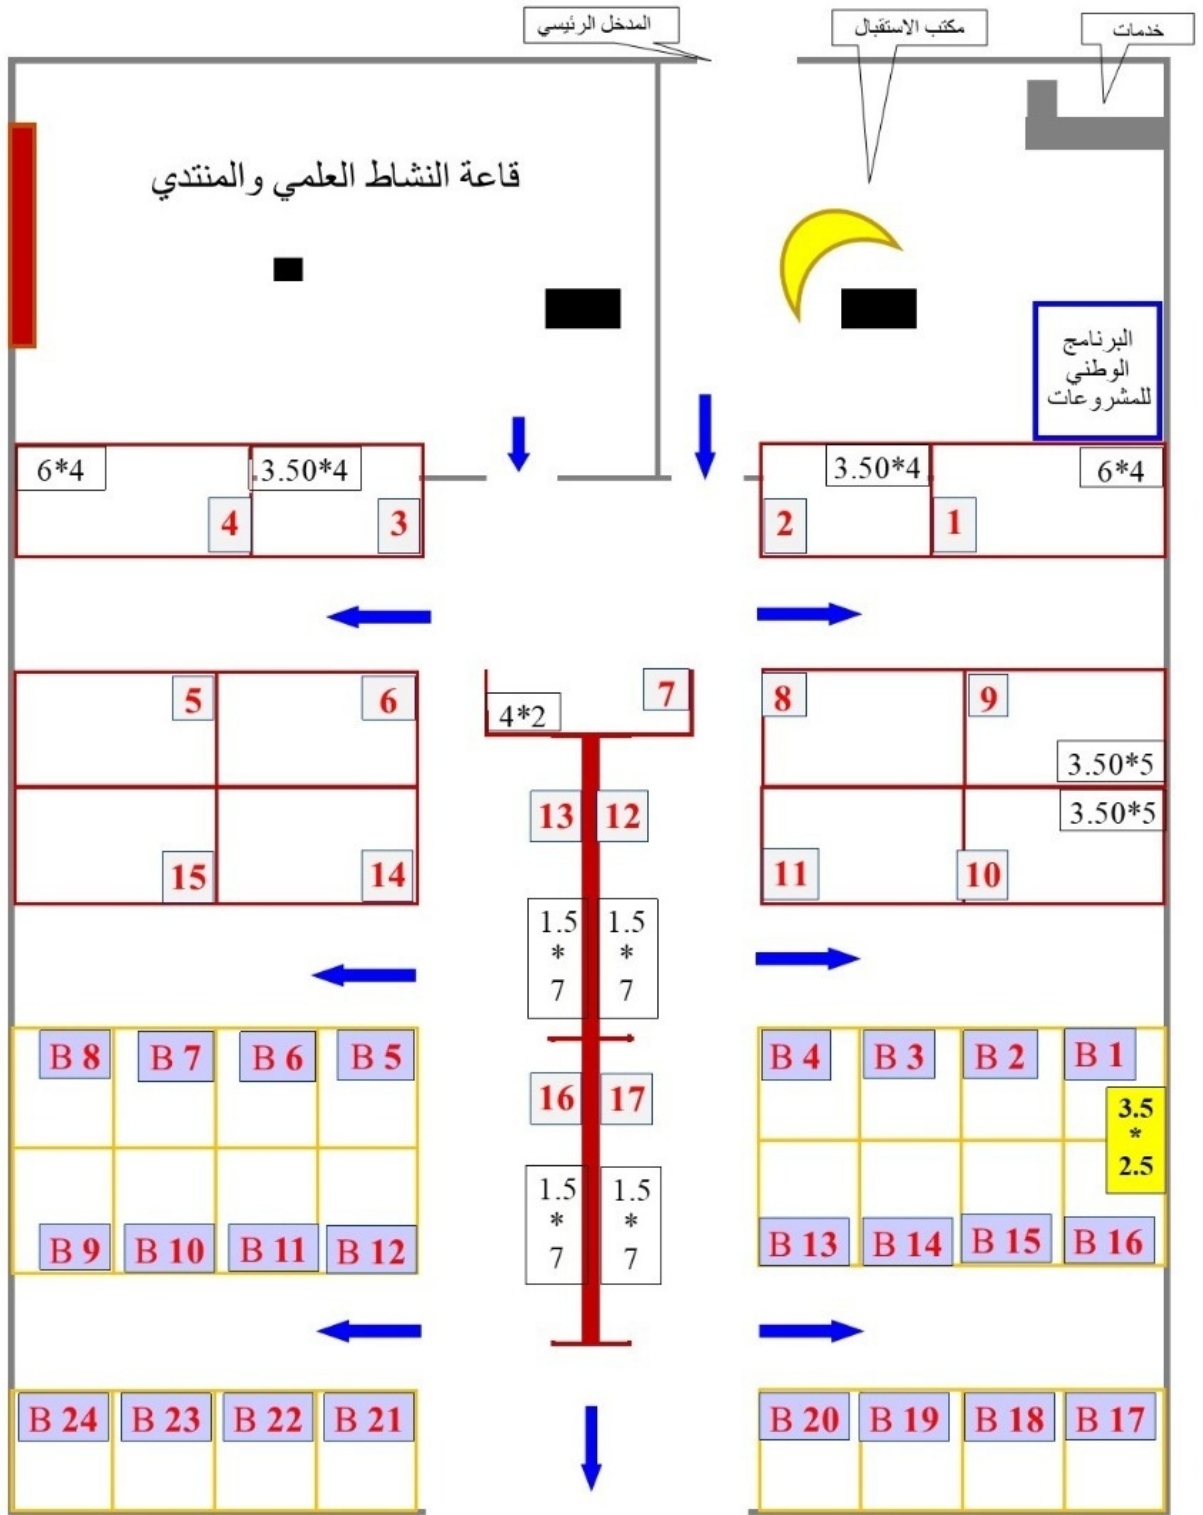 المدخل الرئيسي
مكتب الاستقبال
خدمات
قاعة النشاط العلمي والمنتدي
البرنامج
الوطني
للمشروعات
6*4
3.50*4
3.50*4
6*4
4
3
2
1
5
6
7
8
9
4*2
3.50*5
3.50*5
13
12
15
14
11
10
1.5
*
7
1.5
*
7
B 8
B 7
B 6
B 5
B 4
B 3
B 2
B 1
16
17
3.5
*
2.5
1.5
*
7
1.5
*
7
B 9
B 10
B 11
B 12
B 13
B 14
B 15
B 16
B 24
B 23
B 22
B 21
B 20
B 19
B 18
B 17